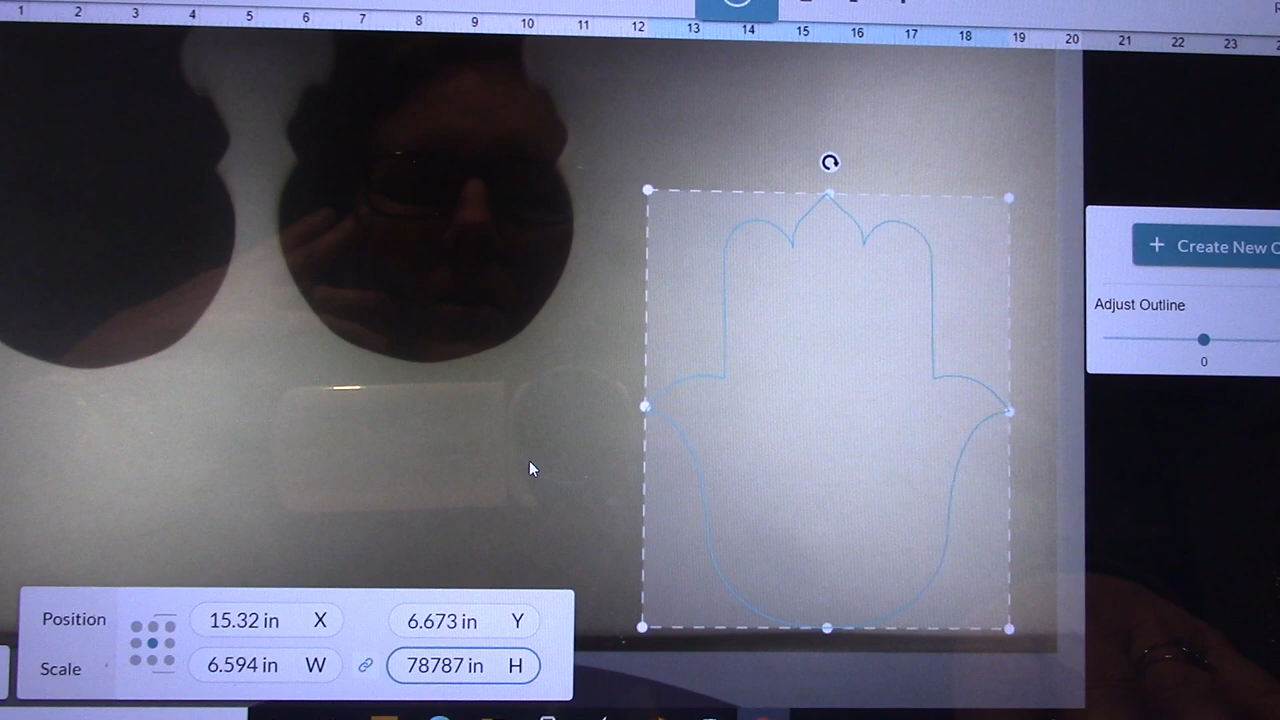 1 2 3 4 5 6 7 8 9 10 11 12 13 14 15 16 17 18 19 20 21 22 23
+ Create New
Adjust Outline
0
Position 15.32 in X 6.673 in Y
Scale 6.594 in W 78787 in H